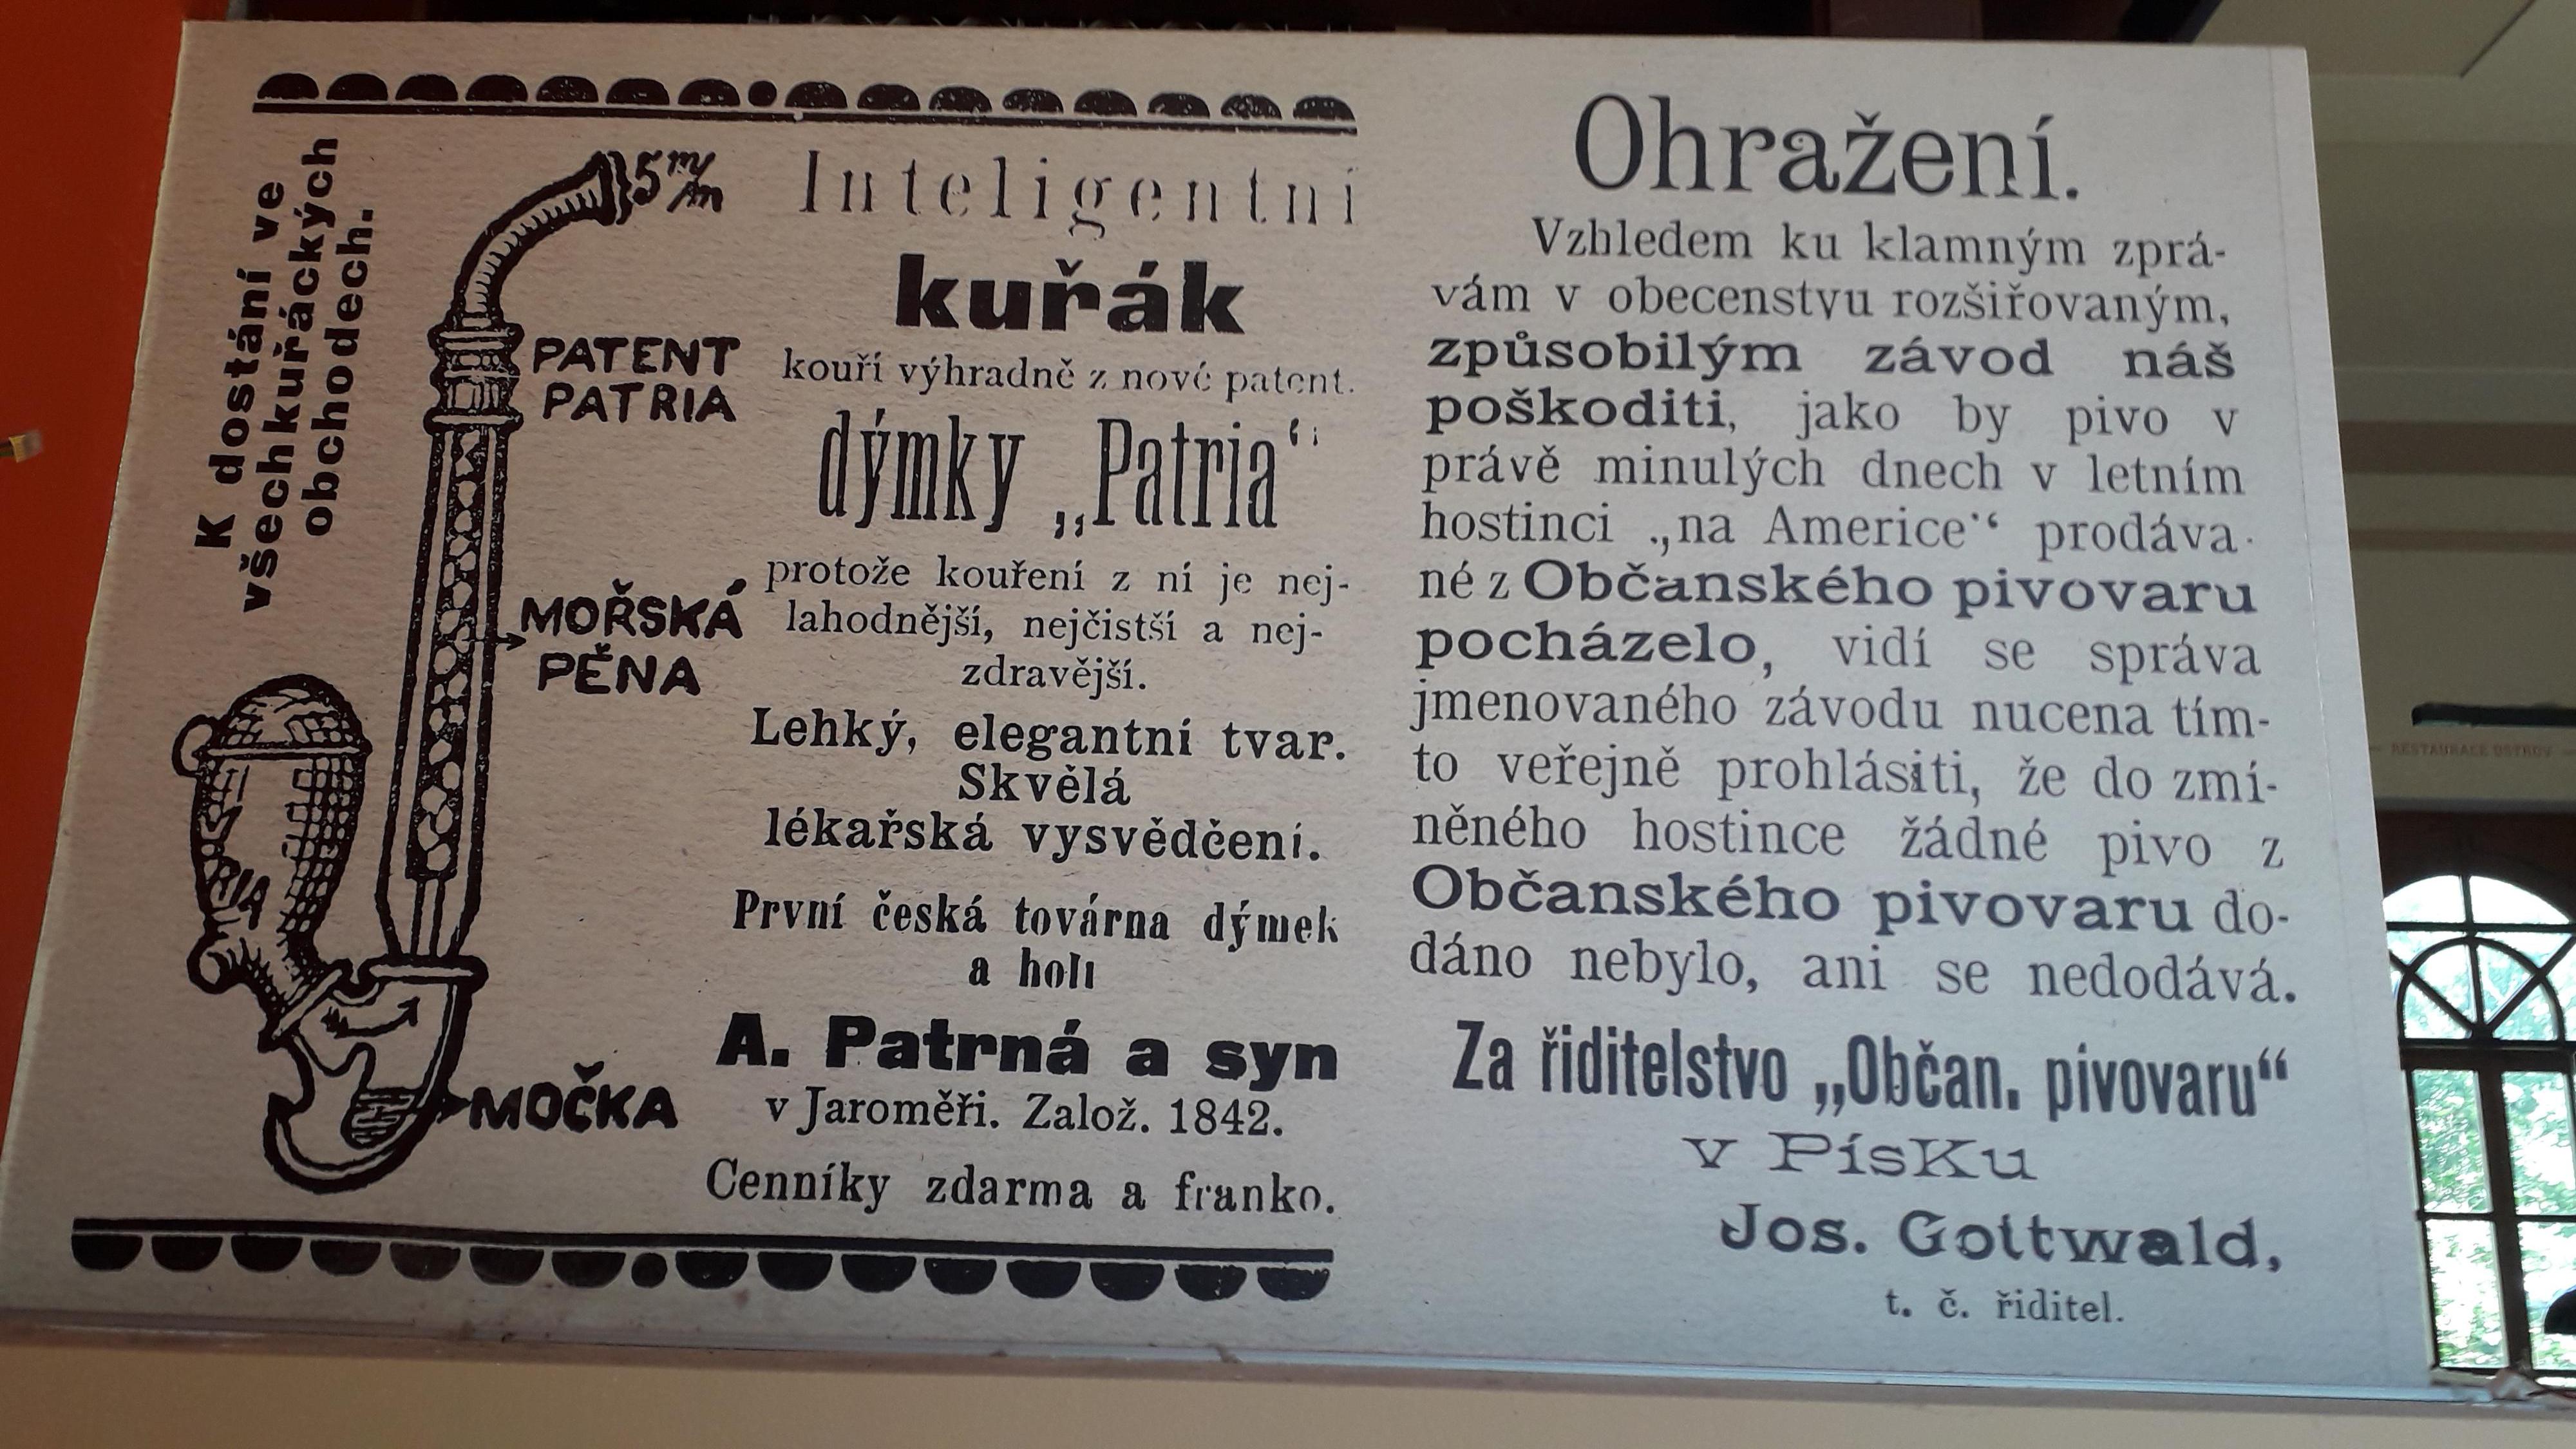 K dostání ve
všech kuřáckých
obchodech.
5 m/m
PATENT
PATRIA
MOŘSKÁ
PĚNA
MOČKA
Inteligentní
kuřák
kouří výhradně z nové patent.
dýmky „Patria“
protože kouření z ní je nej-
lahodnější, nejčistší a nej-
zdravější.
Lehký, elegantní tvar.
Skvělá
lékařská vysvědčení.
První česká továrna dýmek
a holí
A. Patrná a syn
v Jaroměři. Založ. 1842.
Cenníky zdarma a franko.
Ohražení.
Vzhledem ku klamným zprá-
vám v obecenstvu rozšiřovaným,
způsobilým závod náš
poškoditi, jako by pivo v
právě minulých dnech v letním
hostinci „na Americe“ prodáva-
né z Občanského pivovaru
pocházelo, vidí se správa
jmenovaného závodu nucena tím-
to veřejně prohlásiti, že do zmí-
něného hostince žádné pivo z
Občanského pivovaru do-
dáno nebylo, ani se nedodává.
Za řiditelstvo „Občan. pivovaru“
v Písku
Jos. Gottwald,
t. č. řiditel.
RESTAURACE OSTROV